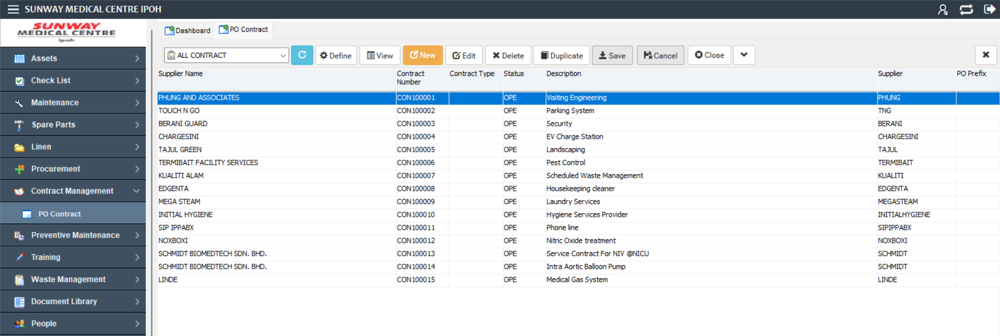 SUNWAY MEDICAL CENTRE IPOH
SUNWAY
MEDICAL CENTRE
Ipoh
Assets
Check List
Maintenance
Spare Parts
Linen
Procurement
Contract Management
PO Contract
Preventive Maintenance
Training
Waste Management
Document Library
People
Dashboard PO Contract
ALL CONTRACT Define View New Edit Delete Duplicate Save Cancel Close
Supplier Name Contract Number Contract Type Status Description Supplier PO Prefix
PHUNG AND ASSOCIATES CON100001 OPE Visiting Engineering PHUNG
TOUCH N GO CON100002 OPE Parking System TNG
BERANI GUARD CON100003 OPE Security BERANI
CHARGESINI CON100004 OPE EV Charge Station CHARGESINI
TAJUL GREEN CON100005 OPE Landscaping TAJUL
TERMIBAIT FACILITY SERVICES CON100006 OPE Pest Control TERMIBAIT
KUALITI ALAM CON100007 OPE Scheduled Waste Management KUALITI
EDGENTA CON100008 OPE Housekeeping cleaner EDGENTA
MEGA STEAM CON100009 OPE Laundry Services MEGASTEAM
INITIAL HYGIENE CON100010 OPE Hygiene Services Provider INITIALHYGIENE
SIP IPPABX CON100011 OPE Phone line SIPIPPABX
NOXBOXI CON100012 OPE Nitric Oxide treatment NOXBOXI
SCHMIDT BIOMEDTECH SDN. BHD. CON100013 OPE Service Contract For NIV @NICU SCHMIDT
SCHMIDT BIOMEDTECH SDN. BHD. CON100014 OPE Intra Aortic Balloon Pump SCHMIDT
LINDE CON100015 OPE Medical Gas System LINDE